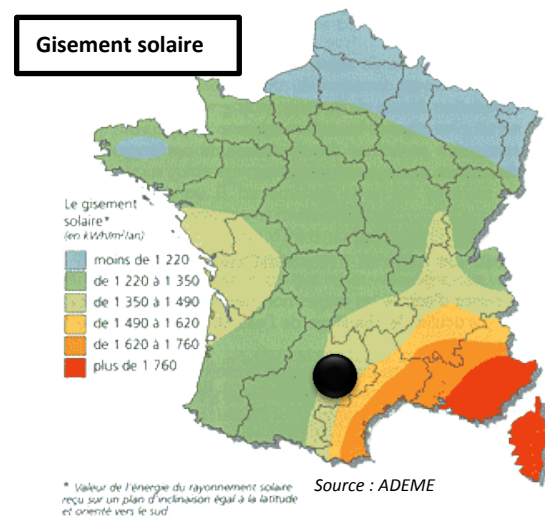 Gisement solaire
Le gisement
solaire*
(en kWh/m²/an)
moins de 1 220
de 1 220 à 1 350
de 1 350 à 1 490
de 1 490 à 1 620
de 1 620 à 1 760
plus de 1 760
* Valeur de l'énergie du rayonnement solaire
reçu sur un plan d'inclinaison égal à la latitude
et orienté vers le sud
Source : ADEME